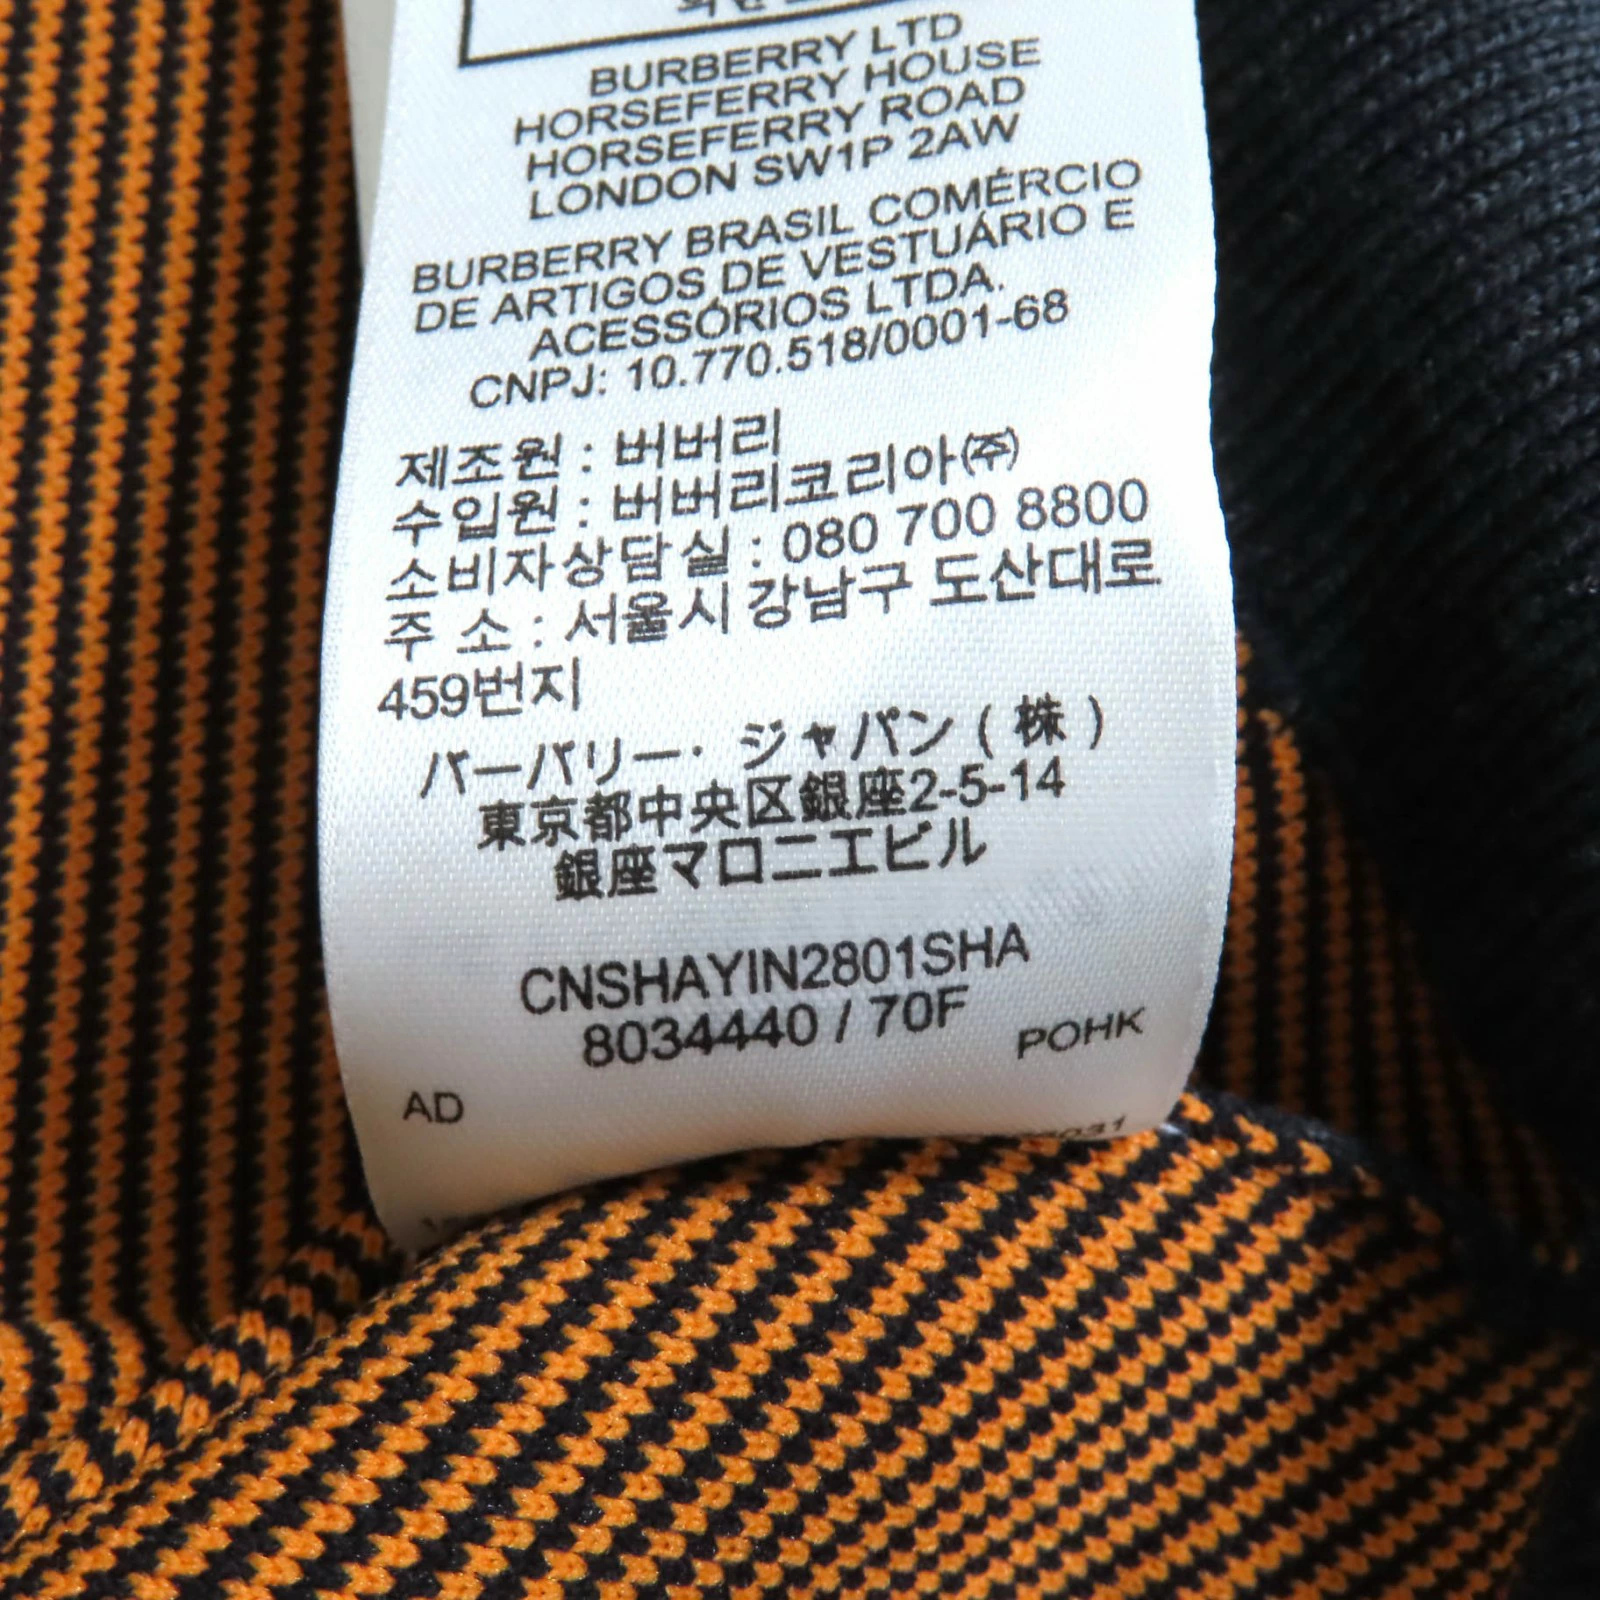 BURBERRY LTD
HORSEFERRY HOUSE
HORSEFERRY ROAD
LONDON SW1P 2AW
BURBERRY BRASIL COMÉRCIO
DE ARTIGOS DE VESTUÁRIO E
ACESSÓRIOS LTDA.
CNPJ: 10.770.518/0001-68
제조원 : 버버리
수입원 : 버버리코리아㈜
소비자상담실 : 080 700 8800
주 소 : 서울시 강남구 도산대로
459번지
バーバリー・ジャパン ( 株 )
東京都中央区銀座2-5-14
銀座マロニエビル
CNSHAYIN2801SHA
8034440 / 70F
POHK
AD